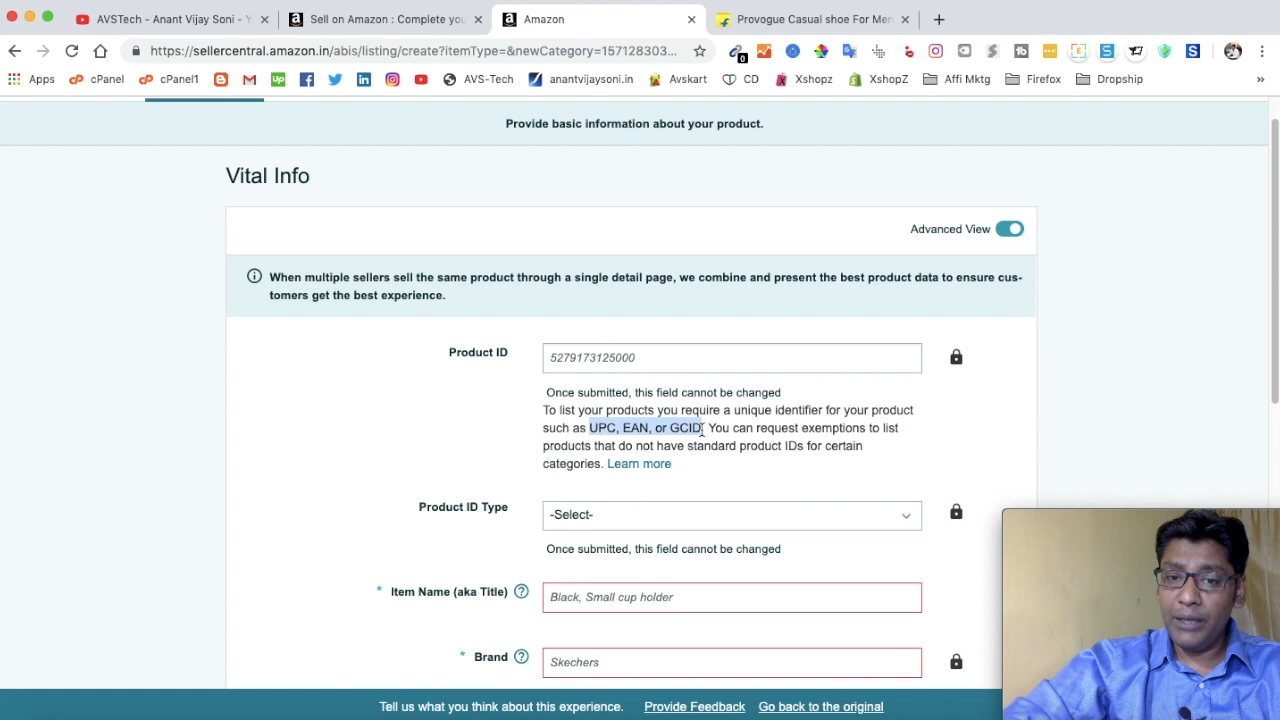 AVSTech - Anant Vijay Soni - Y
Sell on Amazon : Complete you
Amazon
Provogue Casual shoe For Men
https://sellercentral.amazon.in/abis/listing/create?itemType=&newCategory=157128303...
Apps
cPanel
cPanel1
AVS-Tech
anantvijaysoni.in
Avskart
CD
Xshopz
XshopZ
Affi Mktg
Firefox
Dropship
»
Provide basic information about your product.
Vital Info
Advanced View
When multiple sellers sell the same product through a single detail page, we combine and present the best product data to ensure cus-
tomers get the best experience.
Product ID
5279173125000
Once submitted, this field cannot be changed
To list your products you require a unique identifier for your product
such as UPC, EAN, or GCID. You can request exemptions to list
products that do not have standard product IDs for certain
categories. Learn more
Product ID Type
-Select-
Once submitted, this field cannot be changed
* Item Name (aka Title)
Black, Small cup holder
* Brand
Skechers
Tell us what you think about this experience. Provide Feedback Go back to the original